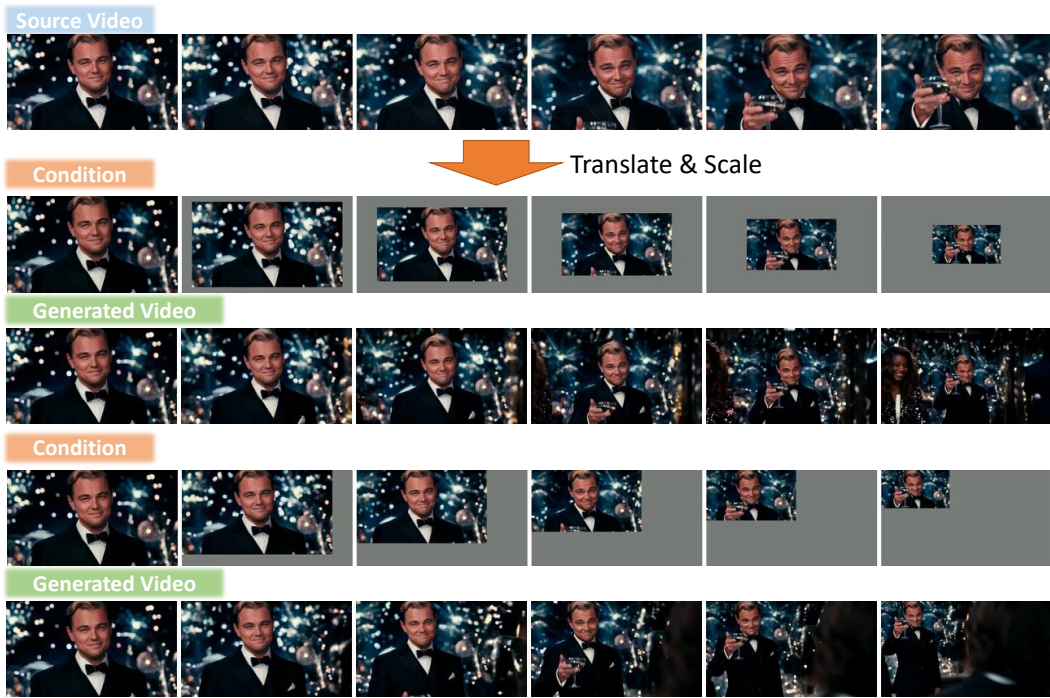 Source Video
Translate & Scale
Condition
Generated Video
Condition
Generated Video